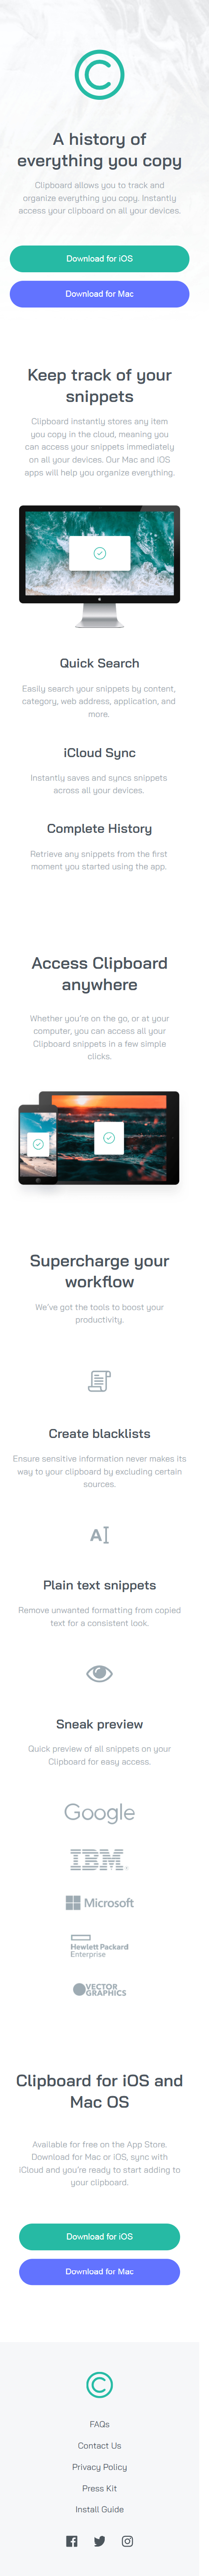 A history of
everything you copy
Clipboard allows you to track and
organize everything you copy. Instantly
access your clipboard on all your devices.
Download for iOS
Download for Mac
Keep track of your
snippets
Clipboard instantly stores any item
you copy in the cloud, meaning you
can access your snippets immediately
on all your devices. Our Mac and iOS
apps will help you organize everything.
Quick Search
Easily search your snippets by content,
category, web address, application, and
more.
iCloud Sync
Instantly saves and syncs snippets
across all your devices.
Complete History
Retrieve any snippets from the first
moment you started using the app.
Access Clipboard
anywhere
Whether you're on the go, or at your
computer, you can access all your
Clipboard snippets in a few simple
clicks.
Supercharge your
workflow
We've got the tools to boost your
productivity.
Create blacklists
Ensure sensitive information never makes its
way to your clipboard by excluding certain
sources.
Plain text snippets
Remove unwanted formatting from copied
text for a consistent look.
Sneak preview
Quick preview of all snippets on your
Clipboard for easy access.
Google
IBM
Microsoft
Hewlett Packard
Enterprise
VECTOR
GRAPHICS
Clipboard for iOS and
Mac OS
Available for free on the App Store.
Download for Mac or iOS, sync with
iCloud and you're ready to start adding to
your clipboard.
Download for iOS
Download for Mac
FAQs
Contact Us
Privacy Policy
Press Kit
Install Guide